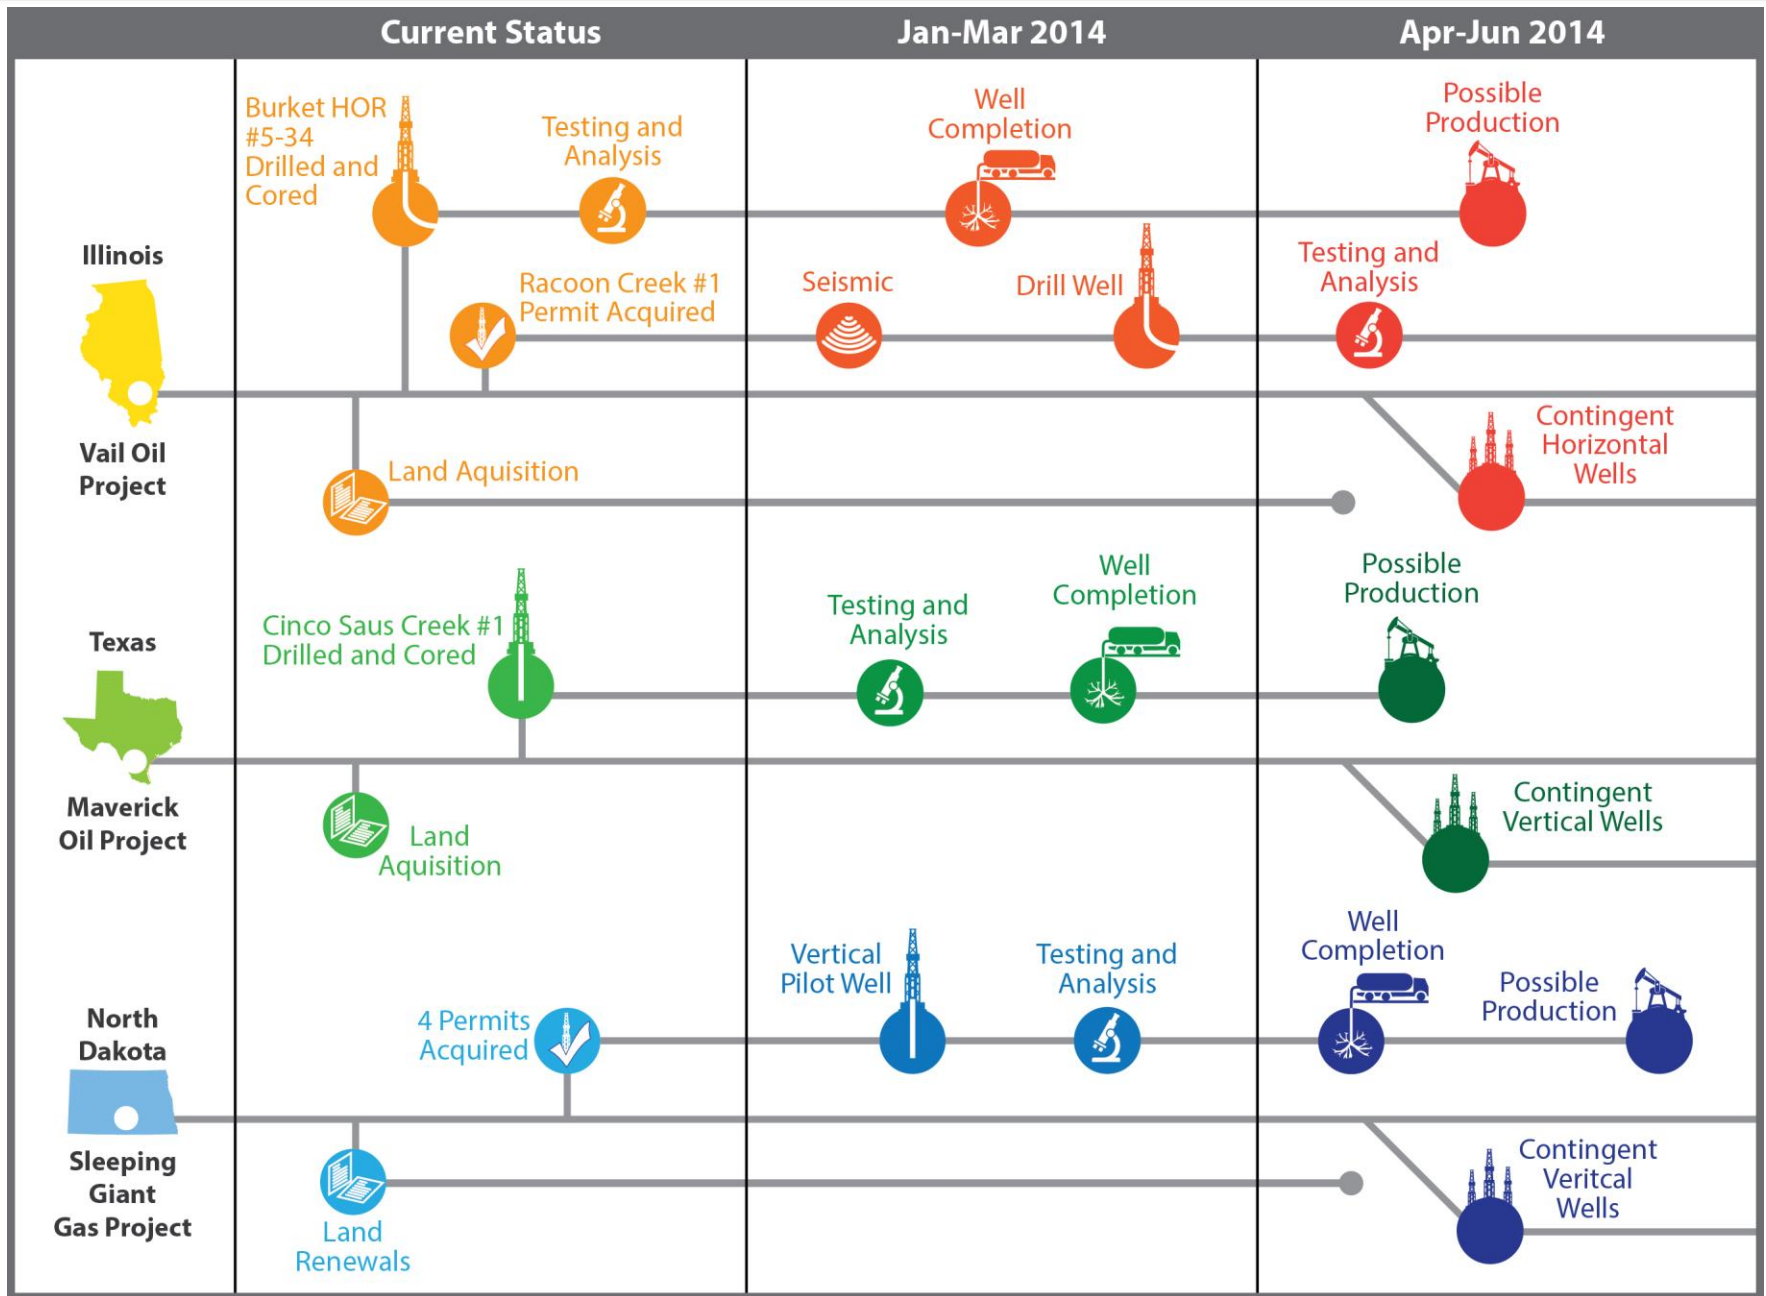 Current Status
Jan-Mar 2014
Apr-Jun 2014
Illinois
Vail Oil
Project
Burket HOR
#5-34
Drilled and
Cored
Testing and
Analysis
Well
Completion
Possible
Production
Racoon Creek #1
Permit Acquired
Seismic
Drill Well
Testing and
Analysis
Land Aquisition
Contingent
Horizontal
Wells
Texas
Maverick
Oil Project
Cinco Saus Creek #1
Drilled and Cored
Testing and
Analysis
Well
Completion
Possible
Production
Land
Aquisition
Contingent
Vertical Wells
North
Dakota
Sleeping
Giant
Gas Project
4 Permits
Acquired
Vertical
Pilot Well
Testing and
Analysis
Well
Completion
Possible
Production
Land
Renewals
Contingent
Veritcal
Wells